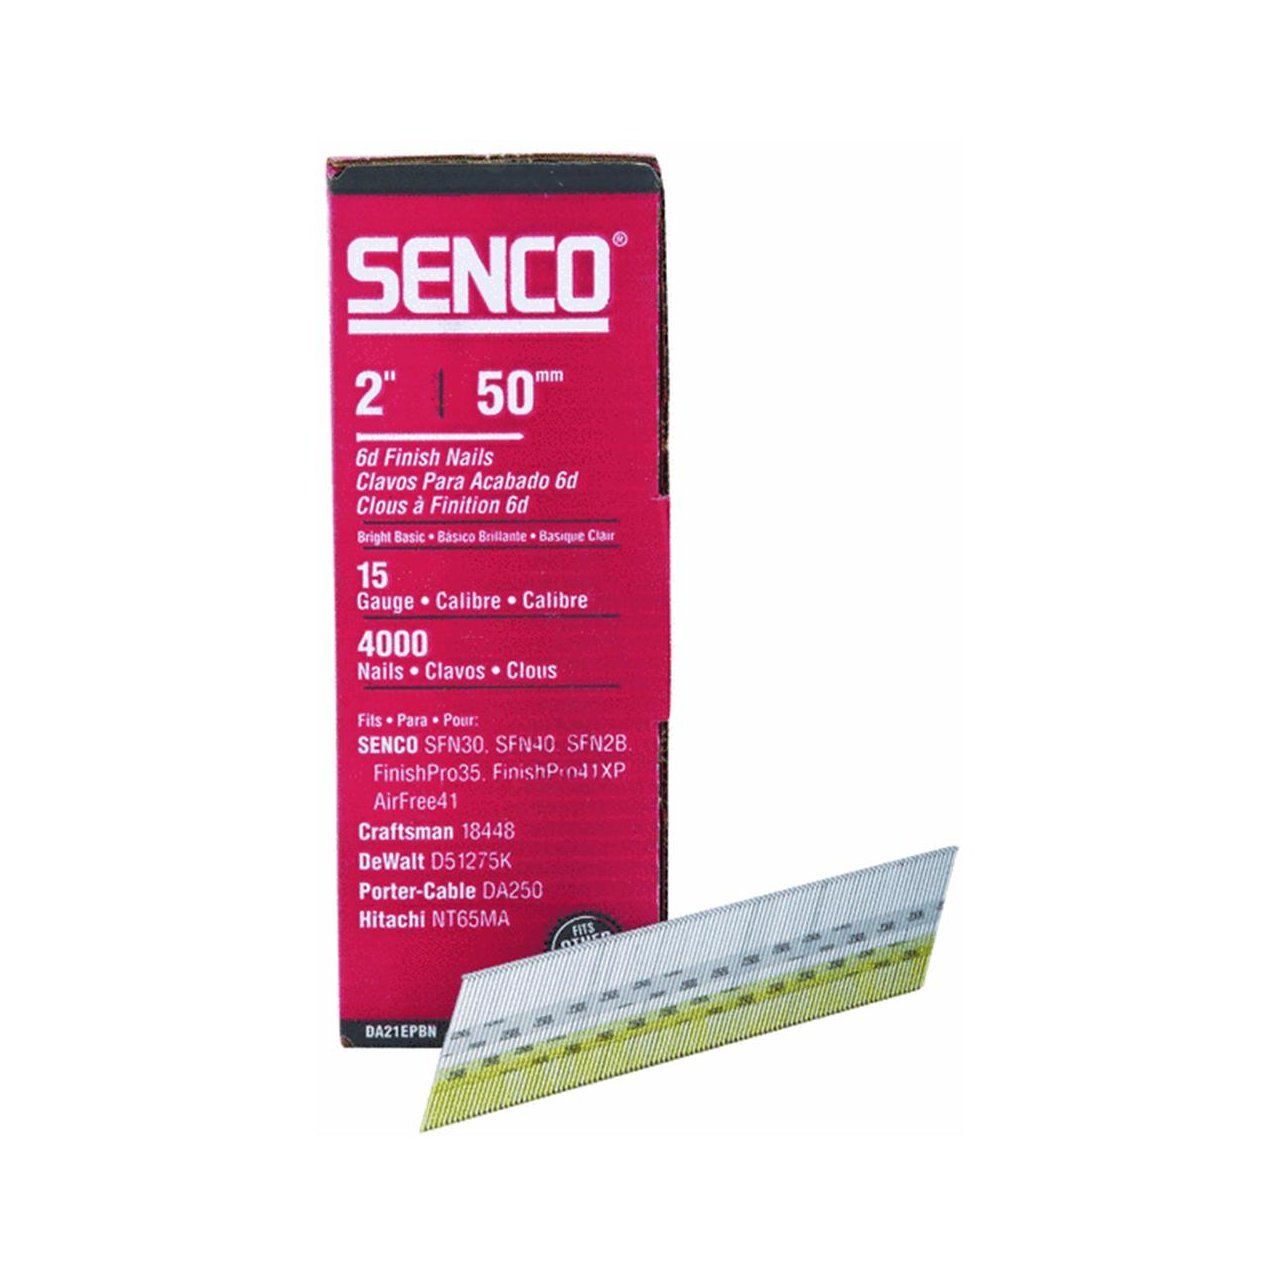 SENCO®
2" | 50mm
6d Finish Nails
Clavos Para Acabado 6d
Clous à Finition 6d
Bright Basic • Básico Brillante • Basique Clair
15
Gauge • Calibre • Calibre
4000
Nails • Clavos • Clous
Fits • Para • Pour:
SENCO SFN30, SFN40, SFN2B,
FinishPro35, FinishPro41XP
AirFree41
Craftsman 18448
DeWalt D51275K
Porter-Cable DA250
Hitachi NT65MA
FITS
OTHER
DA21EPBN